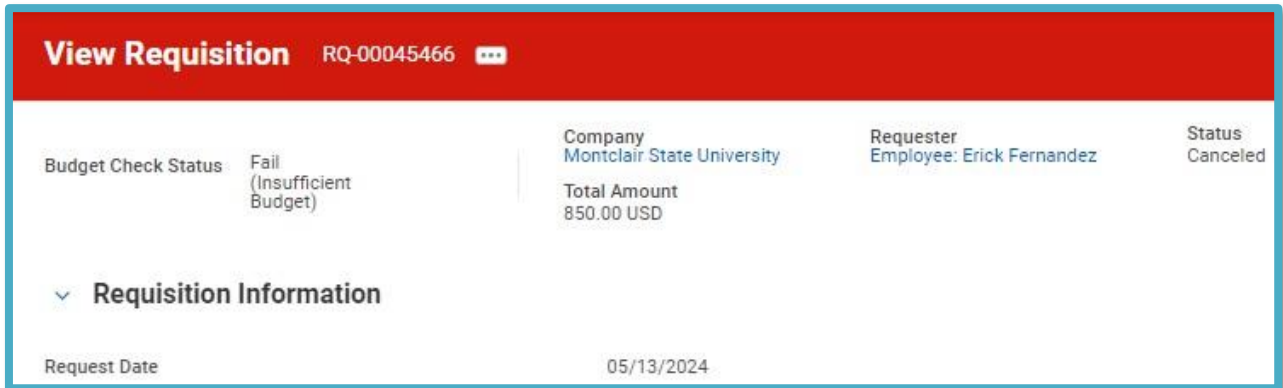 View Requisition RQ-00045466
Budget Check Status
Fail
(Insufficient
Budget)
Company
Montclair State University
Total Amount
850.00 USD
Requester
Employee: Erick Fernandez
Status
Canceled
Requisition Information
Request Date 05/13/2024